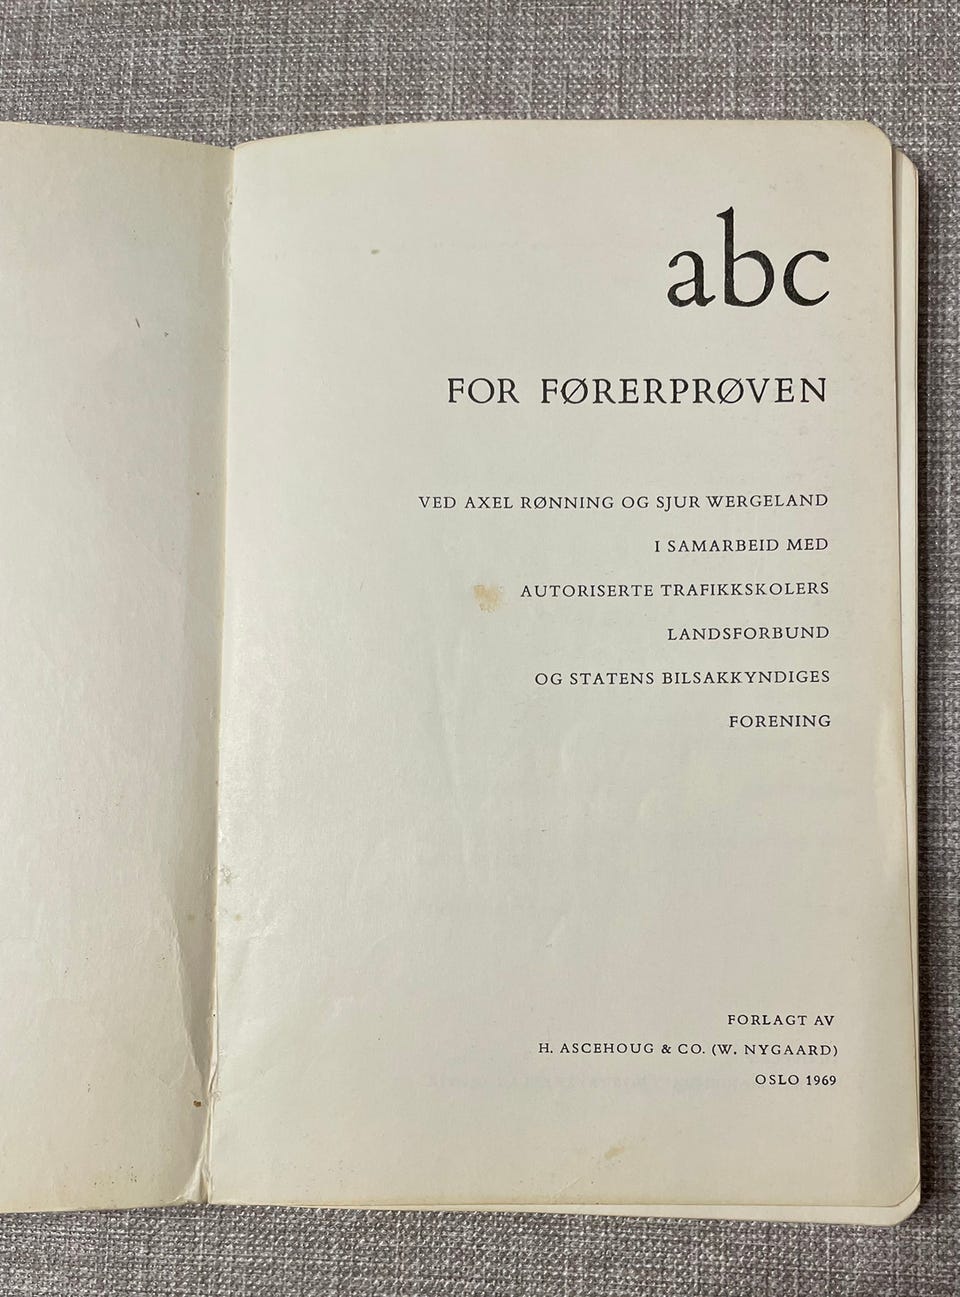 abc
FOR FØRERPRØVEN
VED AXEL RØNNING OG SJUR WERGELAND
I SAMARBEID MED
AUTORISERTE TRAFIKKSKOLERS
LANDSFORBUND
OG STATENS BILSAKKYNDIGES
FORENING
FORLAGT AV
H. ASCEHOUG & CO. (W. NYGAARD)
OSLO 1969